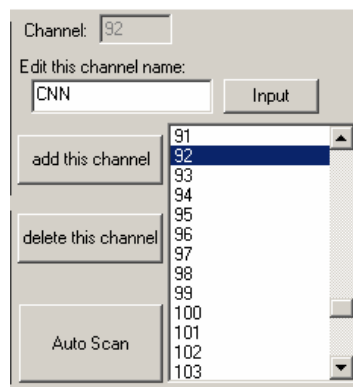 Channel: 92
Edit this channel name:
CNN
Input
add this channel
delete this channel
Auto Scan
91
92
93
94
95
96
97
98
99
100
101
102
103